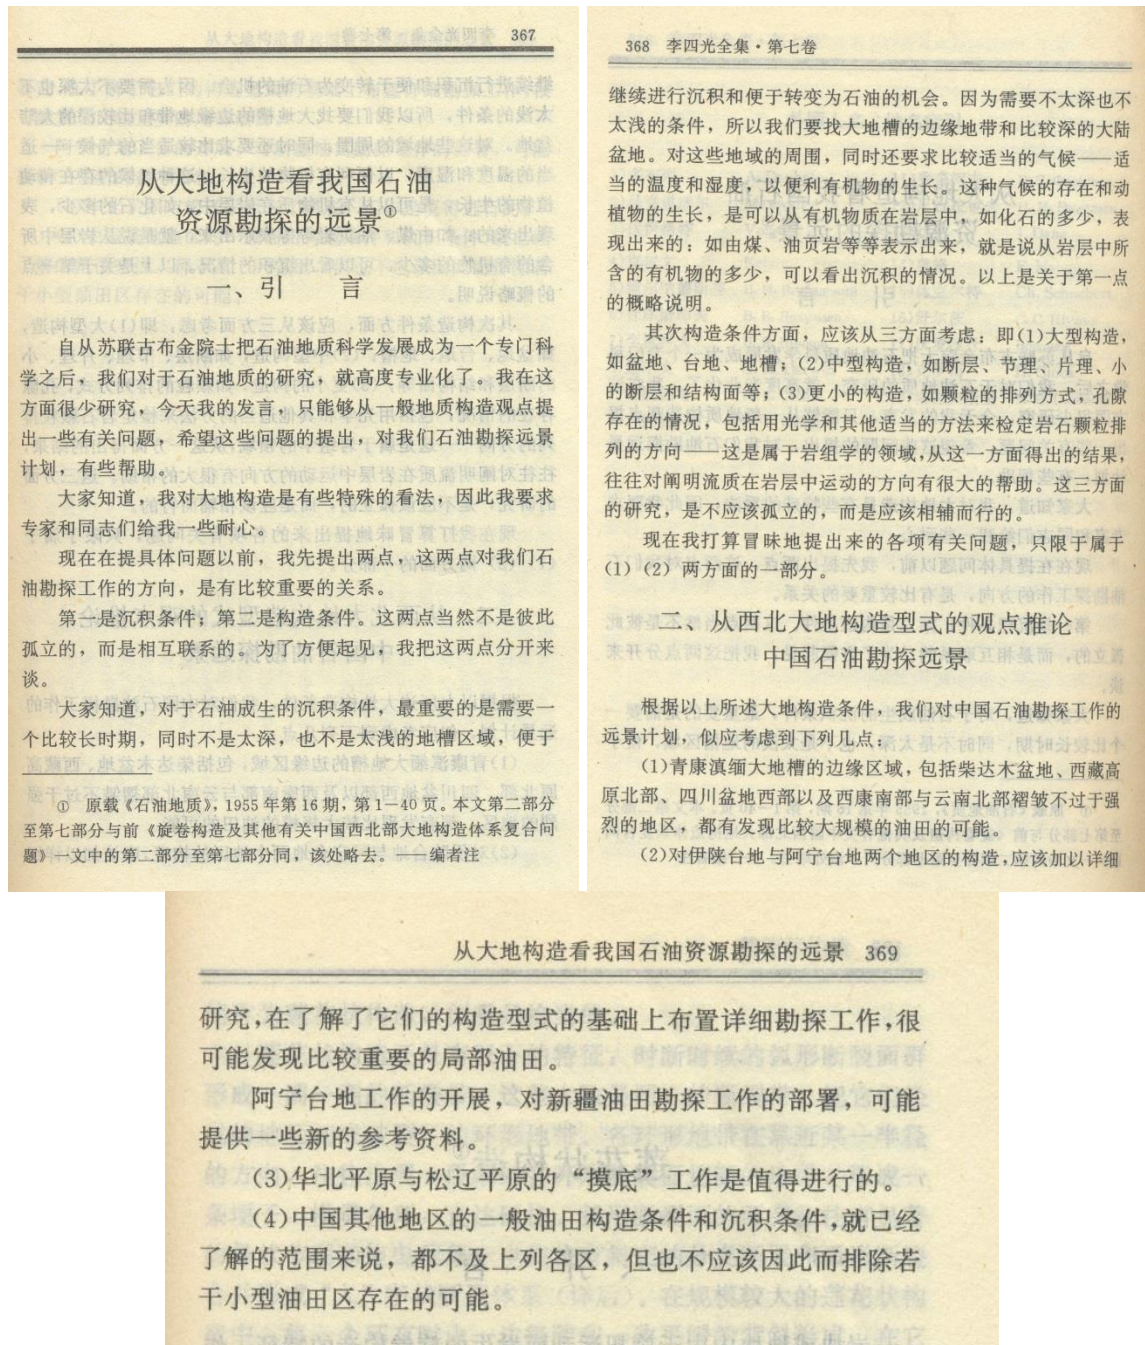 367
从大地构造看我国石油
资源勘探的远景①
一、引　言
自从苏联古布金院士把石油地质科学发展成为一个专门科
学之后，我们对于石油地质的研究，就高度专业化了。我在这
方面很少研究，今天我的发言，只能够从一般地质构造观点提
出一些有关问题，希望这些问题的提出，对我们石油勘探远景
计划，有些帮助。
大家知道，我对大地构造是有些特殊的看法，因此我要求
专家和同志们给我一些耐心。
现在在提具体问题以前，我先提出两点，这两点对我们石
油勘探工作的方向，是有比较重要的关系。
第一是沉积条件；第二是构造条件。这两点当然不是彼此
孤立的，而是相互联系的。为了方便起见，我把这两点分开来
谈。
大家知道，对于石油成生的沉积条件，最重要的是需要一
个比较长时期，同时不是太深，也不是太浅的地槽区域，便于
① 原载《石油地质》，1955年第16期，第1—40页。本文第二部分
至第七部分与前《旋卷构造及其他有关中国西北部大地构造体系复合问
题》一文中的第二部分至第七部分同，该处略去。——编者注
368 李四光全集·第七卷
继续进行沉积和便于转变为石油的机会。因为需要不太深也不
太浅的条件，所以我们要找大地槽的边缘地带和比较深的大陆
盆地。对这些地域的周围，同时还要求比较适当的气候——适
当的温度和湿度，以便利有机物的生长。这种气候的存在和动
植物的生长，是可以从有机物质在岩层中，如化石的多少，表
现出来的；如由煤、油页岩等等表示出来，就是说从岩层中所
含的有机物的多少，可以看出沉积的情况。以上是关于第一点
的概略说明。
其次构造条件方面，应该从三方面考虑：即(1)大型构造，
如盆地、台地、地槽；(2)中型构造，如断层、节理、片理、小
的断层和结构面等；(3)更小的构造，如颗粒的排列方式，孔隙
存在的情况，包括用光学和其他适当的方法来检定岩石颗粒排
列的方向——这是属于岩组学的领域，从这一方面得出的结果，
往往对阐明流质在岩层中运动的方向有很大的帮助。这三方面
的研究，是不应该孤立的，而是应该相辅而行的。
现在我打算冒昧地提出来的各项有关问题，只限于属于
(1)(2)两方面的一部分。
二、从西北大地构造型式的观点推论
中国石油勘探远景
根据以上所述大地构造条件，我们对中国石油勘探工作的
远景计划，似应考虑到下列几点：
(1)青康滇缅大地槽的边缘区域，包括柴达木盆地、西藏高
原北部、四川盆地西部以及西康南部与云南北部褶皱不过于强
烈的地区，都有发现比较大规模的油田的可能。
(2)对伊陕台地与阿宁台地两个地区的构造，应该加以详细
从大地构造看我国石油资源勘探的远景 369
研究，在了解了它们的构造型式的基础上布置详细勘探工作，很
可能发现比较重要的局部油田。
阿宁台地工作的开展，对新疆油田勘探工作的部署，可能
提供一些新的参考资料。
(3)华北平原与松辽平原的“摸底”工作是值得进行的。
(4)中国其他地区的一般油田构造条件和沉积条件，就已经
了解的范围来说，都不及上列各区，但也不应该因此而排除若
干小型油田区存在的可能。